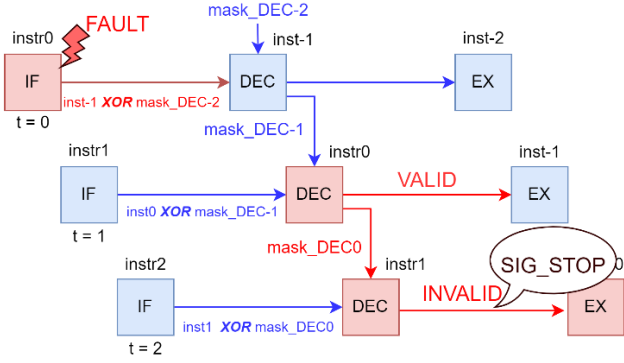 mask_DEC-2
FAULT
instr0
inst-1
inst-2
IF
DEC
EX
inst-1 XOR mask_DEC-2
t = 0
mask_DEC-1
instr1
instr0
inst-1
VALID
IF
DEC
EX
inst0 XOR mask_DEC-1
t = 1
mask_DEC0
instr2
instr1
SIG_STOP
0
INVALID
IF
DEC
EX
inst1 XOR mask_DEC0
t = 2